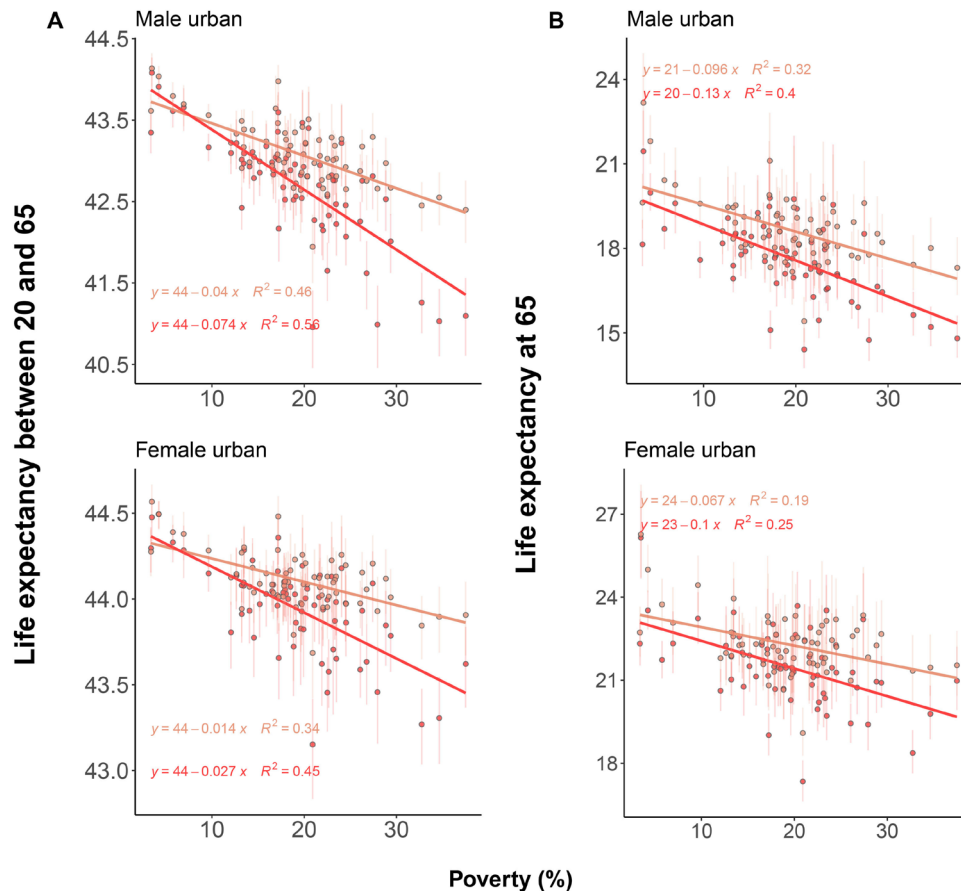 A
Male urban
44.5
43.5
42.5
41.5
40.5
y = 44 − 0.04 x   R² = 0.46
y = 44 − 0.074 x   R² = 0.56
10 20 30
Female urban
44.5
44.0
43.5
43.0
y = 44 − 0.014 x   R² = 0.34
y = 44 − 0.027 x   R² = 0.45
10 20 30
Life expectancy between 20 and 65
B
Male urban
24
21
18
15
y = 21 − 0.096 x   R² = 0.32
y = 20 − 0.13 x   R² = 0.4
10 20 30
Female urban
27
24
21
18
y = 24 − 0.067 x   R² = 0.19
y = 23 − 0.1 x   R² = 0.25
10 20 30
Life expectancy at 65
Poverty (%)